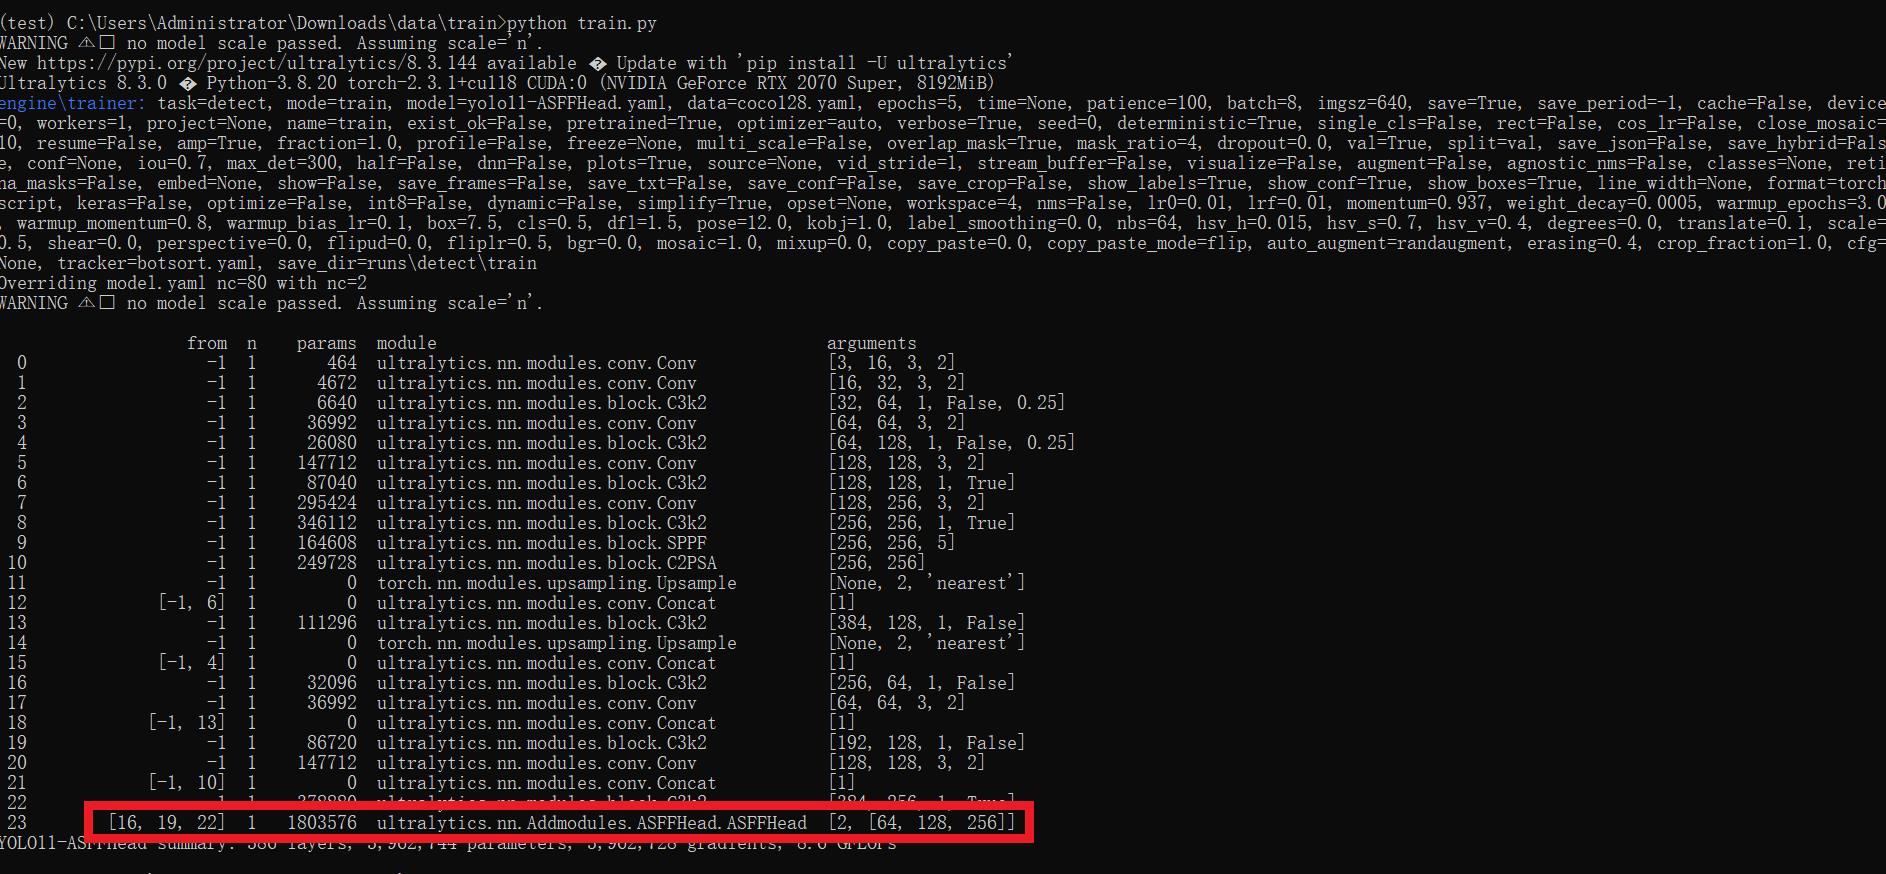 (test) C:\Users\Administrator\Downloads\data\train>python train.py
WARNING ⚠□ no model scale passed. Assuming scale='n'.
New https://pypi.org/project/ultralytics/8.3.144 available � Update with 'pip install -U ultralytics'
Ultralytics 8.3.0 � Python-3.8.20 torch-2.3.1+cu118 CUDA:0 (NVIDIA GeForce RTX 2070 Super, 8192MiB)
engine\trainer: task=detect, mode=train, model=yolo11-ASFFHead.yaml, data=coco128.yaml, epochs=5, time=None, patience=100, batch=8, imgsz=640, save=True, save_period=-1, cache=False, device
=0, workers=1, project=None, name=train, exist_ok=False, pretrained=True, optimizer=auto, verbose=True, seed=0, deterministic=True, single_cls=False, rect=False, cos_lr=False, close_mosaic=
10, resume=False, amp=True, fraction=1.0, profile=False, freeze=None, multi_scale=False, overlap_mask=True, mask_ratio=4, dropout=0.0, val=True, split=val, save_json=False, save_hybrid=Fals
e, conf=None, iou=0.7, max_det=300, half=False, dnn=False, plots=True, source=None, vid_stride=1, stream_buffer=False, visualize=False, augment=False, agnostic_nms=False, classes=None, reti
na_masks=False, embed=None, show=False, save_frames=False, save_txt=False, save_conf=False, save_crop=False, show_labels=True, show_conf=True, show_boxes=True, line_width=None, format=torch
script, keras=False, optimize=False, int8=False, dynamic=False, simplify=True, opset=None, workspace=4, nms=False, lr0=0.01, lrf=0.01, momentum=0.937, weight_decay=0.0005, warmup_epochs=3.0
, warmup_momentum=0.8, warmup_bias_lr=0.1, box=7.5, cls=0.5, dfl=1.5, pose=12.0, kobj=1.0, label_smoothing=0.0, nbs=64, hsv_h=0.015, hsv_s=0.7, hsv_v=0.4, degrees=0.0, translate=0.1, scale=
0.5, shear=0.0, perspective=0.0, flipud=0.0, fliplr=0.5, bgr=0.0, mosaic=1.0, mixup=0.0, copy_paste=0.0, copy_paste_mode=flip, auto_augment=randaugment, erasing=0.4, crop_fraction=1.0, cfg=
None, tracker=botsort.yaml, save_dir=runs\detect\train
Overriding model.yaml nc=80 with nc=2
WARNING ⚠□ no model scale passed. Assuming scale='n'.
from n params module arguments
0 -1 1 464 ultralytics.nn.modules.conv.Conv [3, 16, 3, 2]
1 -1 1 4672 ultralytics.nn.modules.conv.Conv [16, 32, 3, 2]
2 -1 1 6640 ultralytics.nn.modules.block.C3k2 [32, 64, 1, False, 0.25]
3 -1 1 36992 ultralytics.nn.modules.conv.Conv [64, 64, 3, 2]
4 -1 1 26080 ultralytics.nn.modules.block.C3k2 [64, 128, 1, False, 0.25]
5 -1 1 147712 ultralytics.nn.modules.conv.Conv [128, 128, 3, 2]
6 -1 1 87040 ultralytics.nn.modules.block.C3k2 [128, 128, 1, True]
7 -1 1 295424 ultralytics.nn.modules.conv.Conv [128, 256, 3, 2]
8 -1 1 346112 ultralytics.nn.modules.block.C3k2 [256, 256, 1, True]
9 -1 1 164608 ultralytics.nn.modules.block.SPPF [256, 256, 5]
10 -1 1 249728 ultralytics.nn.modules.block.C2PSA [256, 256]
11 -1 1 0 torch.nn.modules.upsampling.Upsample [None, 2, 'nearest']
12 [-1, 6] 1 0 ultralytics.nn.modules.conv.Concat [1]
13 -1 1 111296 ultralytics.nn.modules.block.C3k2 [384, 128, 1, False]
14 -1 1 0 torch.nn.modules.upsampling.Upsample [None, 2, 'nearest']
15 [-1, 4] 1 0 ultralytics.nn.modules.conv.Concat [1]
16 -1 1 32096 ultralytics.nn.modules.block.C3k2 [256, 64, 1, False]
17 -1 1 36992 ultralytics.nn.modules.conv.Conv [64, 64, 3, 2]
18 [-1, 13] 1 0 ultralytics.nn.modules.conv.Concat [1]
19 -1 1 86720 ultralytics.nn.modules.block.C3k2 [192, 128, 1, False]
20 -1 1 147712 ultralytics.nn.modules.conv.Conv [128, 128, 3, 2]
21 [-1, 10] 1 0 ultralytics.nn.modules.conv.Concat [1]
22 -1 1 378880 ultralytics.nn.modules.block.C3k2 [384, 256, 1, True]
23 [16, 19, 22] 1 1803576 ultralytics.nn.Addmodules.ASFFHead.ASFFHead [2, [64, 128, 256]]
YOLO11-ASFFHead summary: layers, parameters, gradients, GFLOPs